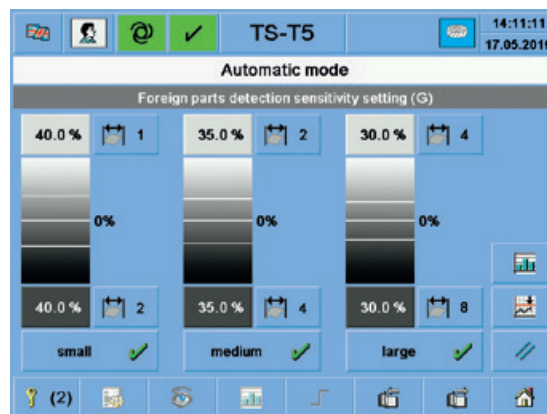 TS-T5 14:11:11
17.05.2019
Automatic mode
Foreign parts detection sensitivity setting (G)
40.0 % 1 35.0 % 2 30.0 % 4
0% 0% 0%
40.0 % 2 35.0 % 4 30.0 % 8
small medium large
(2)